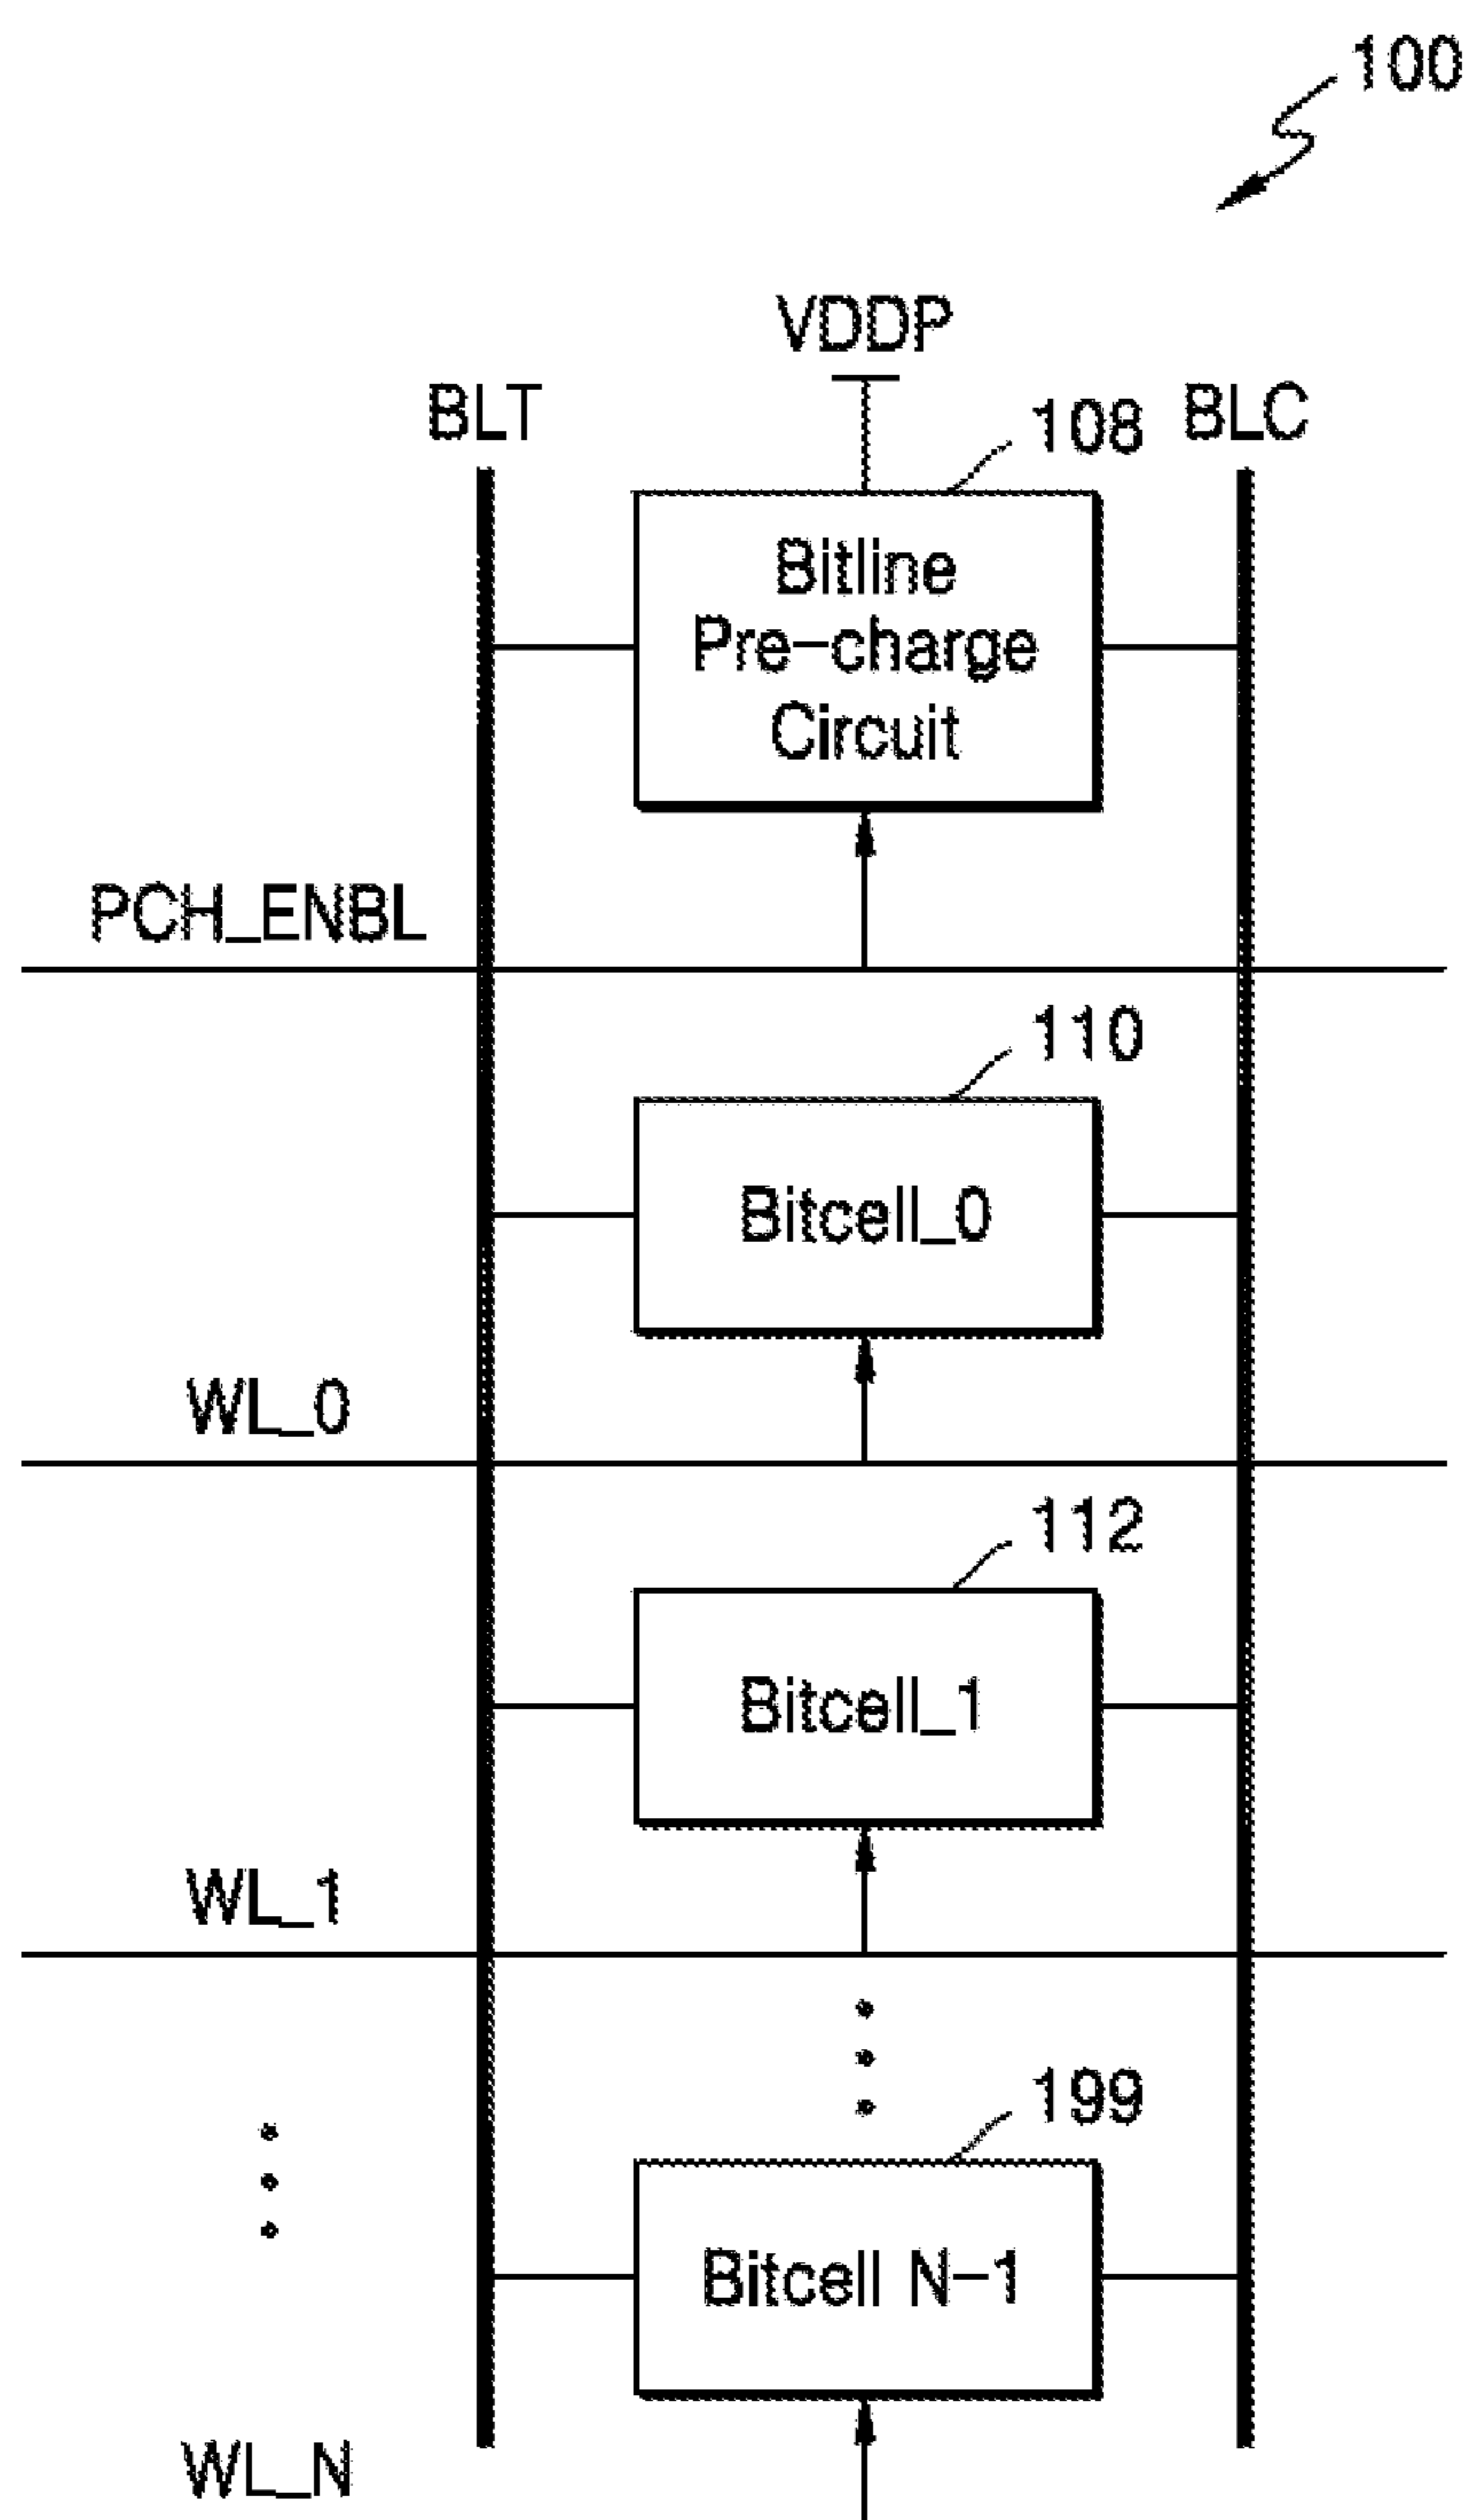 100
VDDP
BLT
108
BLC
Bitline
Pre-charge
Circuit
PCH_ENBL
110
Bitcell_0
WL_0
112
Bitcell_1
WL_1
199
Bitcell N-1
WL_N